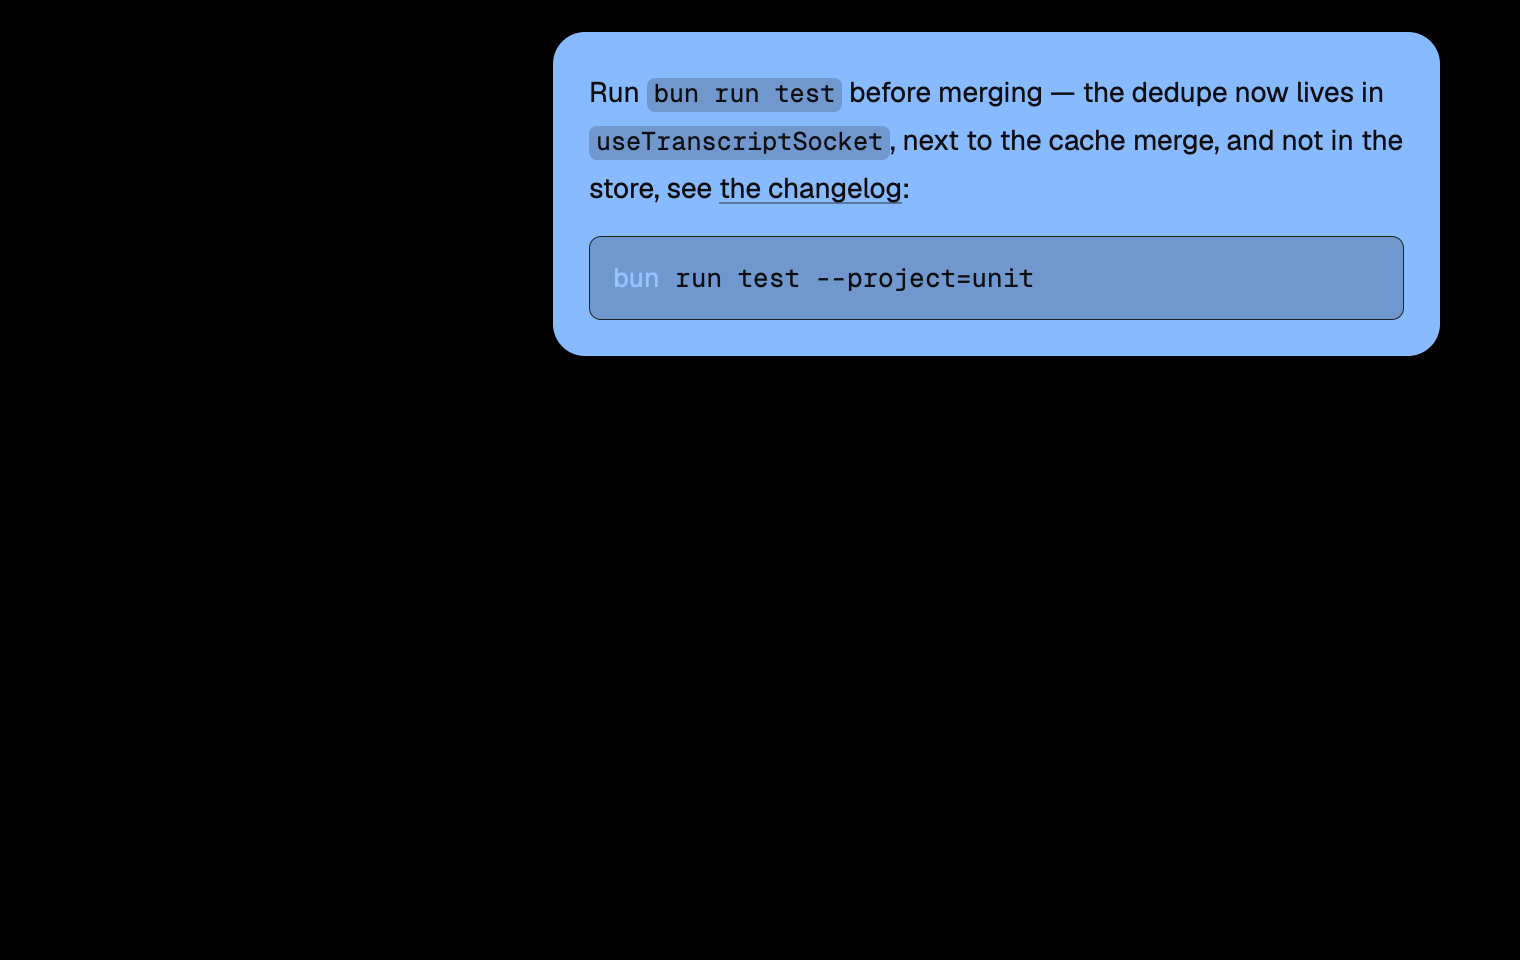 Run bun run test before merging — the dedupe now lives in
useTranscriptSocket, next to the cache merge, and not in the
store, see the changelog:
bun run test --project=unit